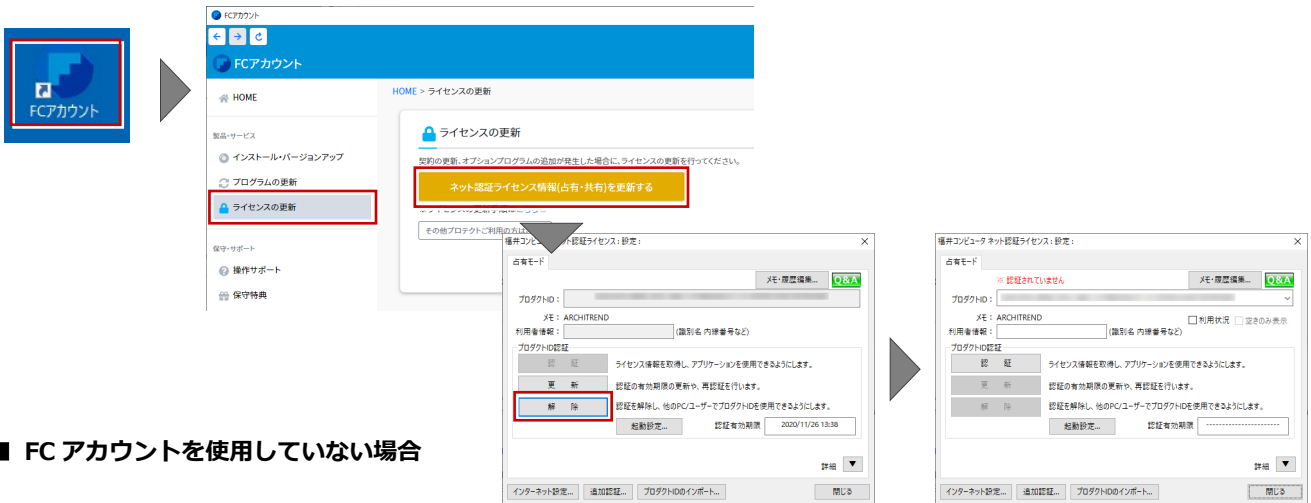 FCアカウント
FCアカウント
FCアカウント
HOME
HOME > ライセンスの更新
製品・サービス
インストール・バージョンアップ
プログラムの更新
ライセンスの更新
保守・サポート
操作サポート
保守特典
ライセンスの更新
契約の更新、オプションプログラムの追加が発生した場合に、ライセンスの更新を行ってください。
ネット認証ライセンス情報(占有・共有)を更新する
その他プロテクトご利用の方は
福井コンピュータ ネット認証ライセンス : 設定 :
占有モード
メモ・履歴編集... Q&A
プロダクトID :
メモ : ARCHITREND
利用者情報 : (識別名 内線番号など)
プロダクトID認証
認 証 ライセンス情報を取得し、アプリケーションを使用できるようにします。
更 新 認証の有効期限の更新や、再認証を行います。
解 除 認証を解除し、他のPC/ユーザーでプロダクトIDを使用できるようにします。
起動設定... 認証有効期限 2020/11/26 13:38
詳細 ▼
インターネット設定... 追加認証... プロダクトIDのインポート... 閉じる
福井コンピュータ ネット認証ライセンス : 設定 :
占有モード
※ 認証されていません メモ・履歴編集... Q&A
プロダクトID :
メモ : ARCHITREND 利用状況 空きのみ表示
利用者情報 : (識別名 内線番号など)
プロダクトID認証
認 証 ライセンス情報を取得し、アプリケーションを使用できるようにします。
更 新 認証の有効期限の更新や、再認証を行います。
解 除 認証を解除し、他のPC/ユーザーでプロダクトIDを使用できるようにします。
起動設定... 認証有効期限 -----------------------
詳細 ▼
インターネット設定... 追加認証... プロダクトIDのインポート... 閉じる
■ FC アカウントを使用していない場合